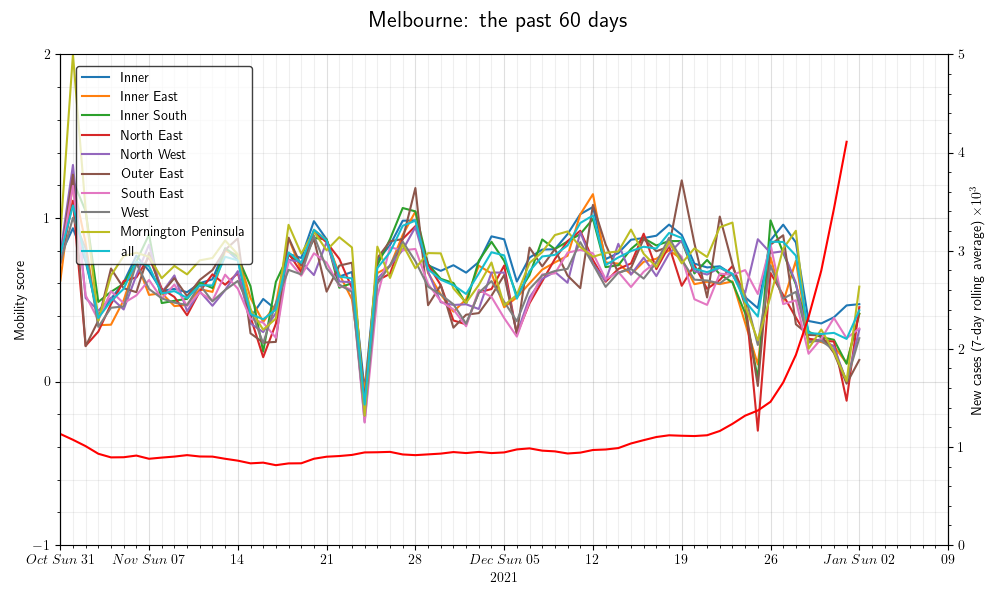 Melbourne: the past 60 days
2
1
0
−1
Mobility score
Inner
Inner East
Inner South
North East
North West
Outer East
South East
West
Mornington Peninsula
all
5
4
3
2
1
0
New cases (7-day rolling average) ×10³
Oct Sun 31
Nov Sun 07
14
21
28
Dec Sun 05
12
19
26
Jan Sun 02
09
2021